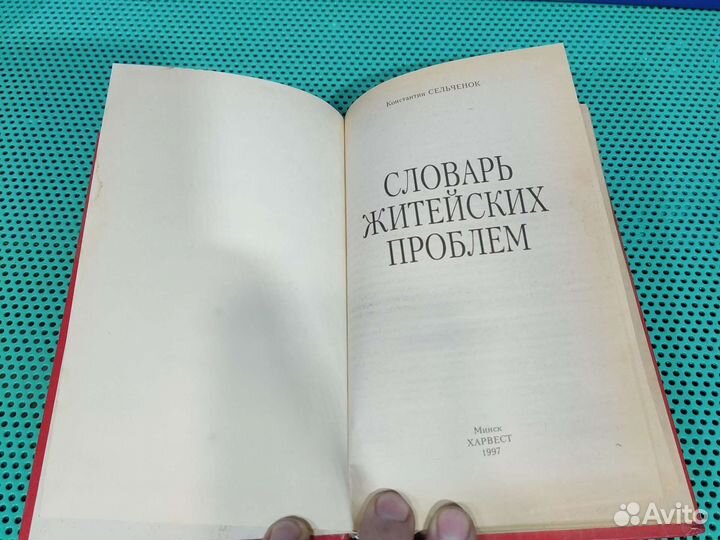 Константин СЕЛЬЧЕНОК
СЛОВАРЬ
ЖИТЕЙСКИХ
ПРОБЛЕМ
Минск
ХАРВЕСТ
1997
Avito